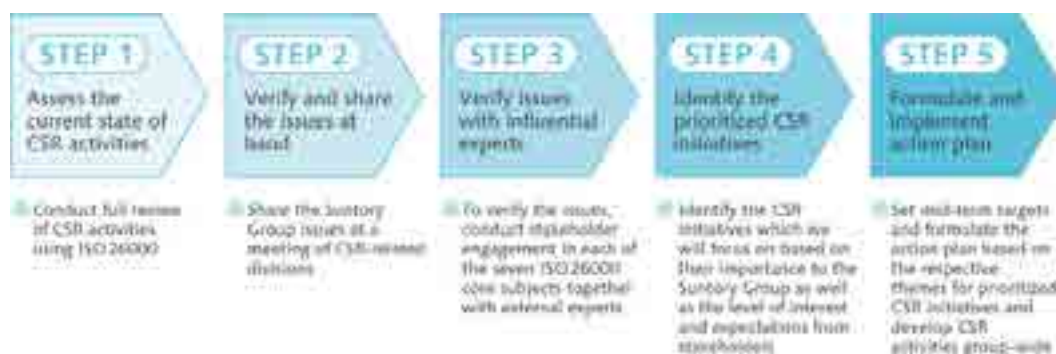 STEP 1
Assess the
current state of
CSR activities
Conduct full review
of CSR activities
using ISO26000
STEP 2
Verify and share
the issues at
hand
Share the Suntory
Group issues at a
meeting of CSR-related
divisions
STEP 3
Verify issues
with influential
experts
To verify the issues,
conduct stakeholder
engagement in each of
the seven ISO26000
core subjects together
with external experts
STEP 4
Identify the
prioritized CSR
initiatives
Identify the CSR
initiatives which we
will focus on based on
their importance to the
Suntory Group as well
as the level of interest
and expectations from
stakeholders
STEP 5
Formulate and
implement
action plan
Set mid-term targets
and formulate the
action plan based on
the respective
themes for prioritized
CSR initiatives and
develop CSR
activities group-wide